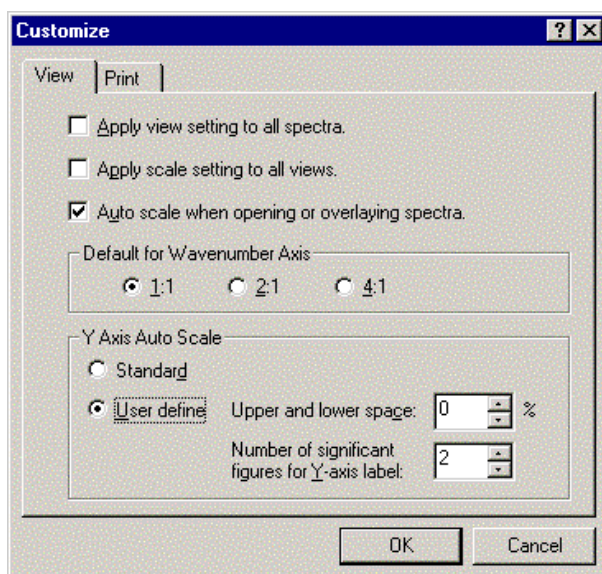 Customize
View Print
Apply view setting to all spectra.
Apply scale setting to all views.
Auto scale when opening or overlaying spectra.
Default for Wavenumber Axis
1:1 2:1 4:1
Y Axis Auto Scale
Standard
User define Upper and lower space: 0 %
Number of significant
figures for Y-axis label: 2
OK Cancel